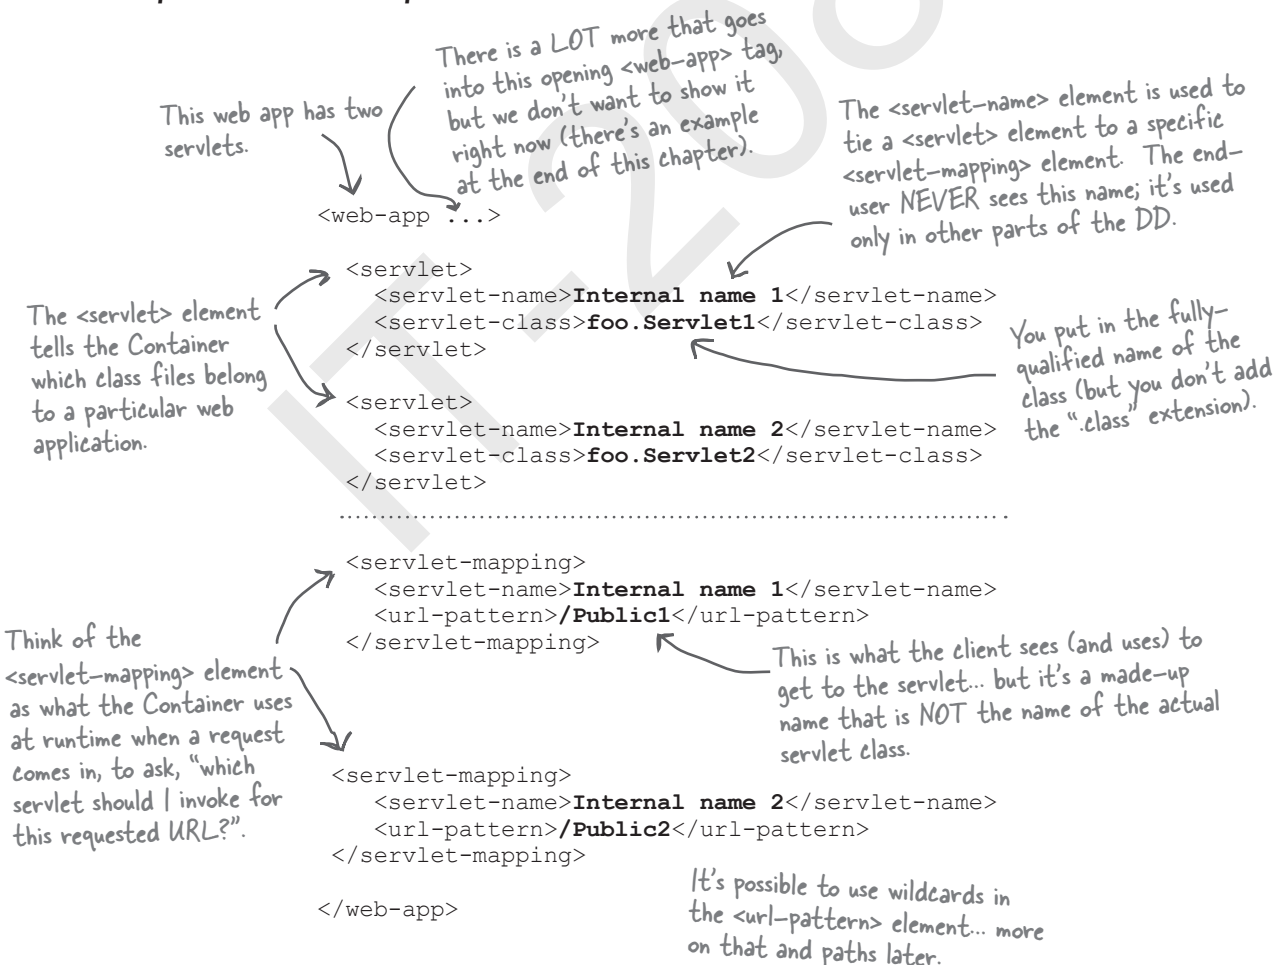 There is a LOT more that goes
into this opening <web-app> tag,
but we don't want to show it
right now (there's an example
at the end of this chapter).
This web app has two
servlets.
The <servlet-name> element is used to
tie a <servlet> element to a specific
<servlet-mapping> element. The end-
user NEVER sees this name; it's used
only in other parts of the DD.
<web-app ...>
The <servlet> element
tells the Container
which class files belong
to a particular web
application.
<servlet>
<servlet-name>Internal name 1</servlet-name>
<servlet-class>foo.Servlet1</servlet-class>
</servlet>
You put in the fully-
qualified name of the
class (but you don't add
the ".class" extension).
<servlet>
<servlet-name>Internal name 2</servlet-name>
<servlet-class>foo.Servlet2</servlet-class>
</servlet>
<servlet-mapping>
<servlet-name>Internal name 1</servlet-name>
<url-pattern>/Public1</url-pattern>
</servlet-mapping>
Think of the
<servlet-mapping> element
as what the Container uses
at runtime when a request
comes in, to ask, "which
servlet should I invoke for
this requested URL?".
This is what the client sees (and uses) to
get to the servlet... but it's a made-up
name that is NOT the name of the actual
servlet class.
<servlet-mapping>
<servlet-name>Internal name 2</servlet-name>
<url-pattern>/Public2</url-pattern>
</servlet-mapping>
</web-app>
It's possible to use wildcards in
the <url-pattern> element... more
on that and paths later.